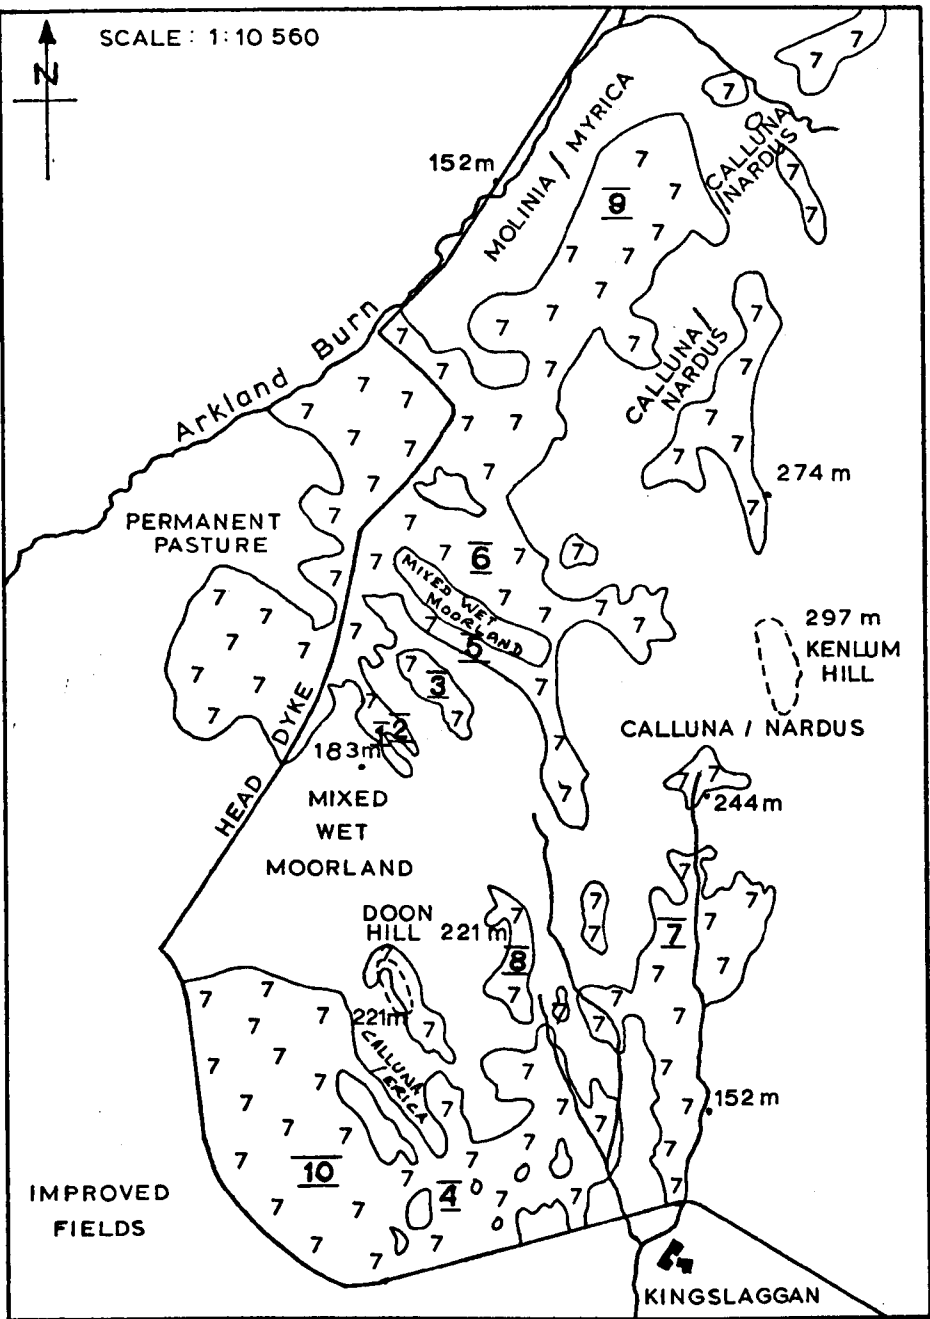 SCALE: 1:10 560
N
MOLINIA / MYRICA
CALLUNA
/NARDUS
152m
9
Arkland Burn
CALLUNA/
NARDUS
274 m
PERMANENT
PASTURE
6
MIXED WET
MOORLAND
5
297 m
KENLUM
HILL
3
2
1
HEAD DYKE
183m
CALLUNA / NARDUS
244m
MIXED
WET
MOORLAND
DOON
HILL 221m
7
8
221m
CALLUNA
/ERICA
152m
10
4
IMPROVED
FIELDS
KINGSLAGGAN